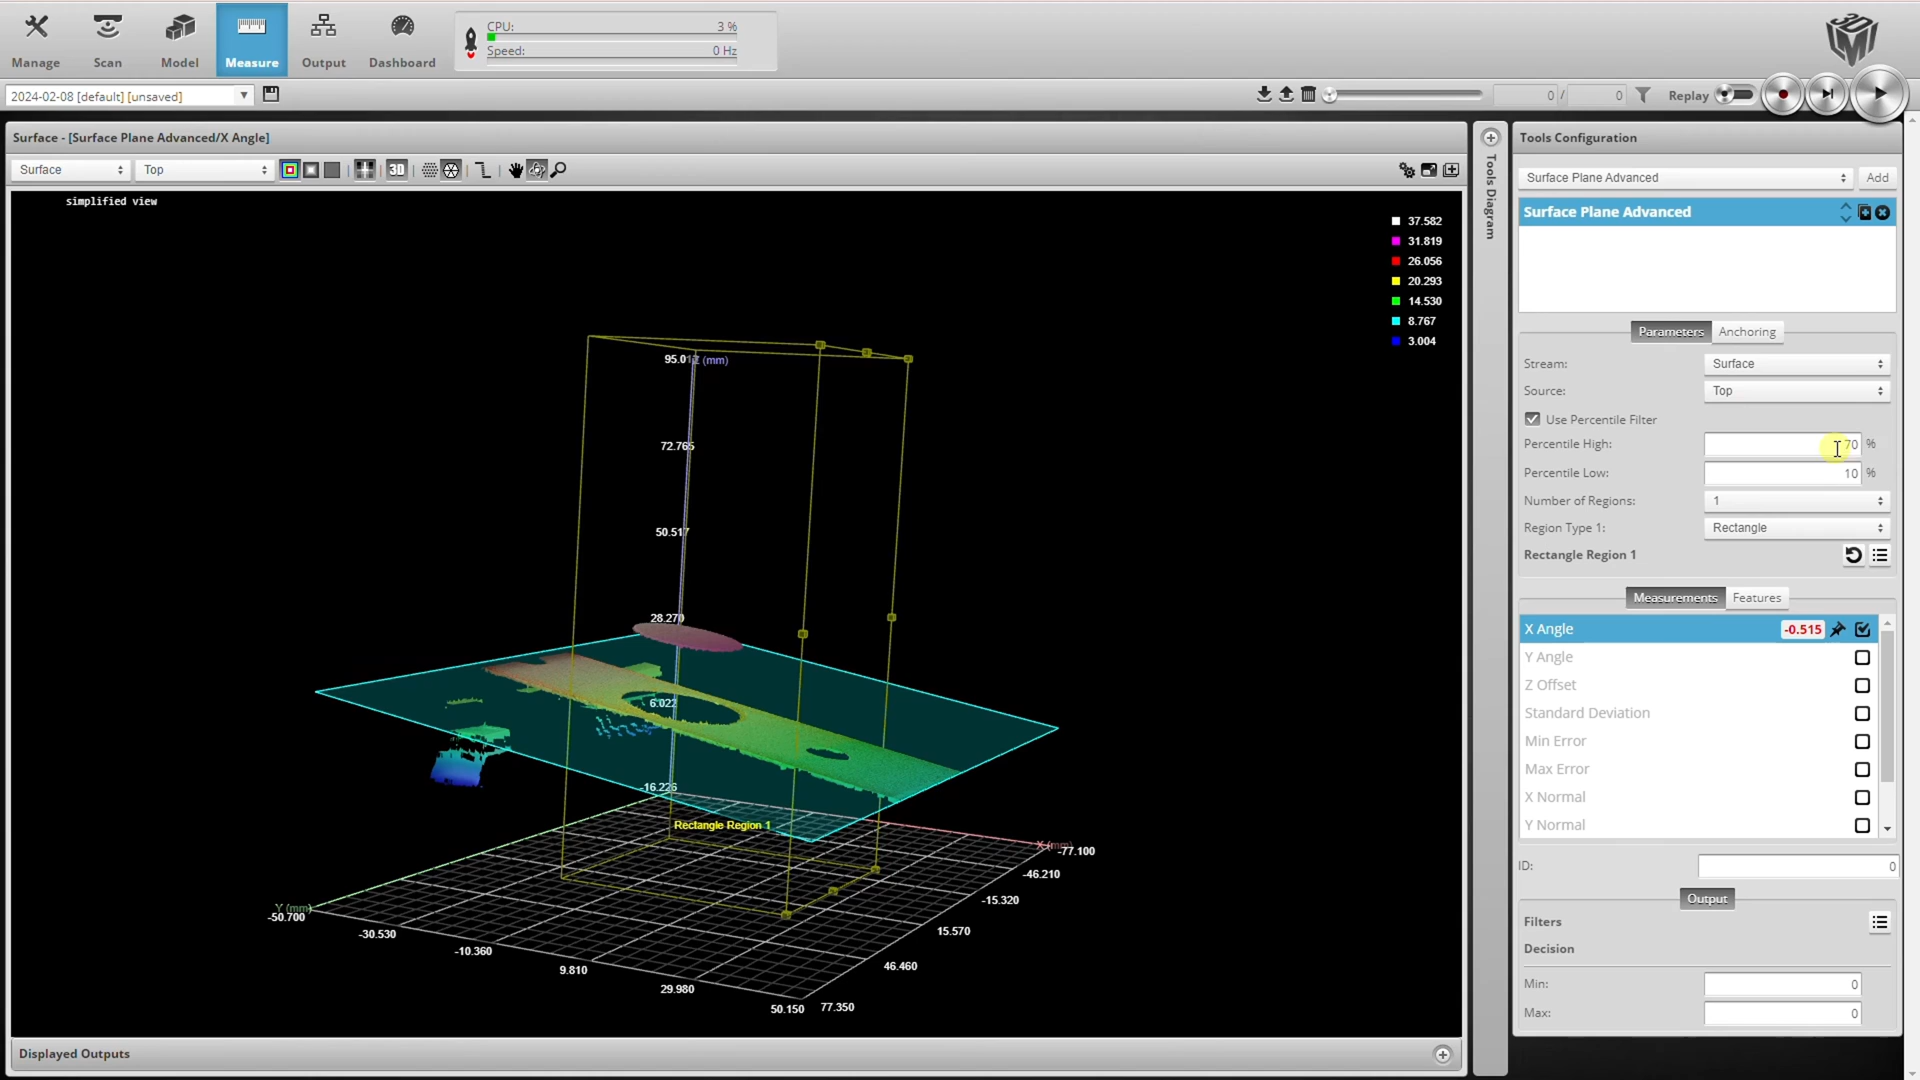 Manage
Scan
Model
Measure
Output
Dashboard
CPU: 3 %
Speed: 0 Hz
2024-02-08 [default] [unsaved]
0 / 0
Replay
Surface - [Surface Plane Advanced/X Angle]
Surface
Top
3D
simplified view
37.582
31.819
26.056
20.293
14.530
8.767
3.004
Z (mm)
72.765
50.517
28.270
6.022
-16.226
Rectangle Region 1
X (mm)
-77.100
-46.210
-15.320
15.570
46.460
77.350
Y (mm)
-50.700
-30.530
-10.360
9.810
29.980
50.150
Displayed Outputs
Tools Diagram
Tools Configuration
Surface Plane Advanced
Add
Surface Plane Advanced
Parameters
Anchoring
Stream: Surface
Source: Top
Use Percentile Filter
Percentile High: 70 %
Percentile Low: 10 %
Number of Regions: 1
Region Type 1: Rectangle
Rectangle Region 1
Measurements
Features
X Angle -0.515
Y Angle
Z Offset
Standard Deviation
Min Error
Max Error
X Normal
Y Normal
ID: 0
Output
Filters
Decision
Min: 0
Max: 0